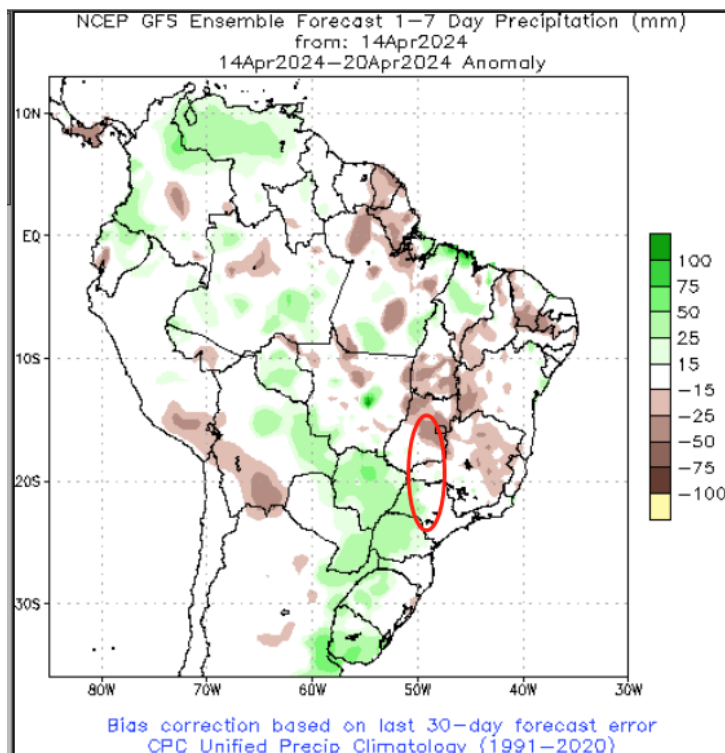 NCEP GFS Ensemble Forecast 1-7 Day Precipitation (mm)
from: 14Apr2024
14Apr2024-20Apr2024 Anomaly
10N
EQ
10S
20S
30S
80W 70W 60W 50W 40W 30W
100
75
50
25
15
-15
-25
-50
-75
-100
Bias correction based on last 30-day forecast error
CPC Unified Precip Climatology (1991-2020)